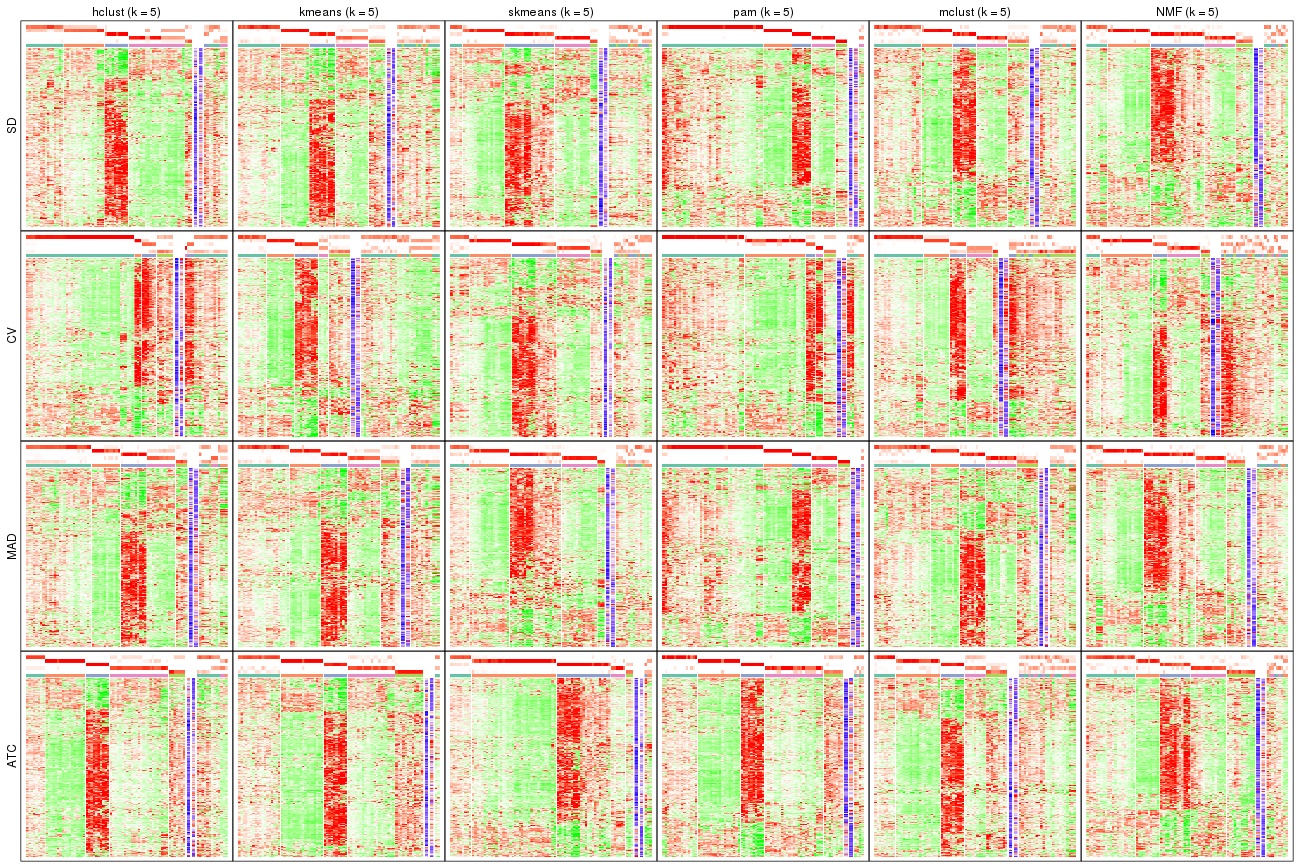 hclust (k = 5) kmeans (k = 5) skmeans (k = 5) pam (k = 5) mclust (k = 5) NMF (k = 5)
SD
CV
MAD
ATC